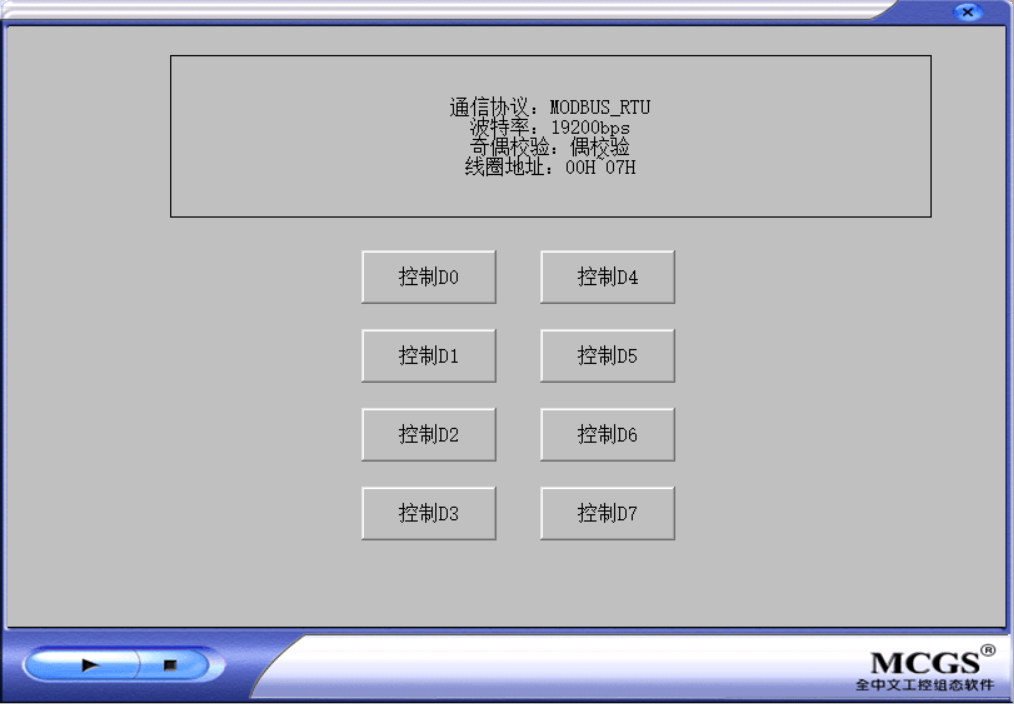 通信协议：MODBUS_RTU
波特率：19200bps
奇偶校验：偶校验
线圈地址：00H~07H
控制D0
控制D4
控制D1
控制D5
控制D2
控制D6
控制D3
控制D7
MCGS®
全中文工控组态软件